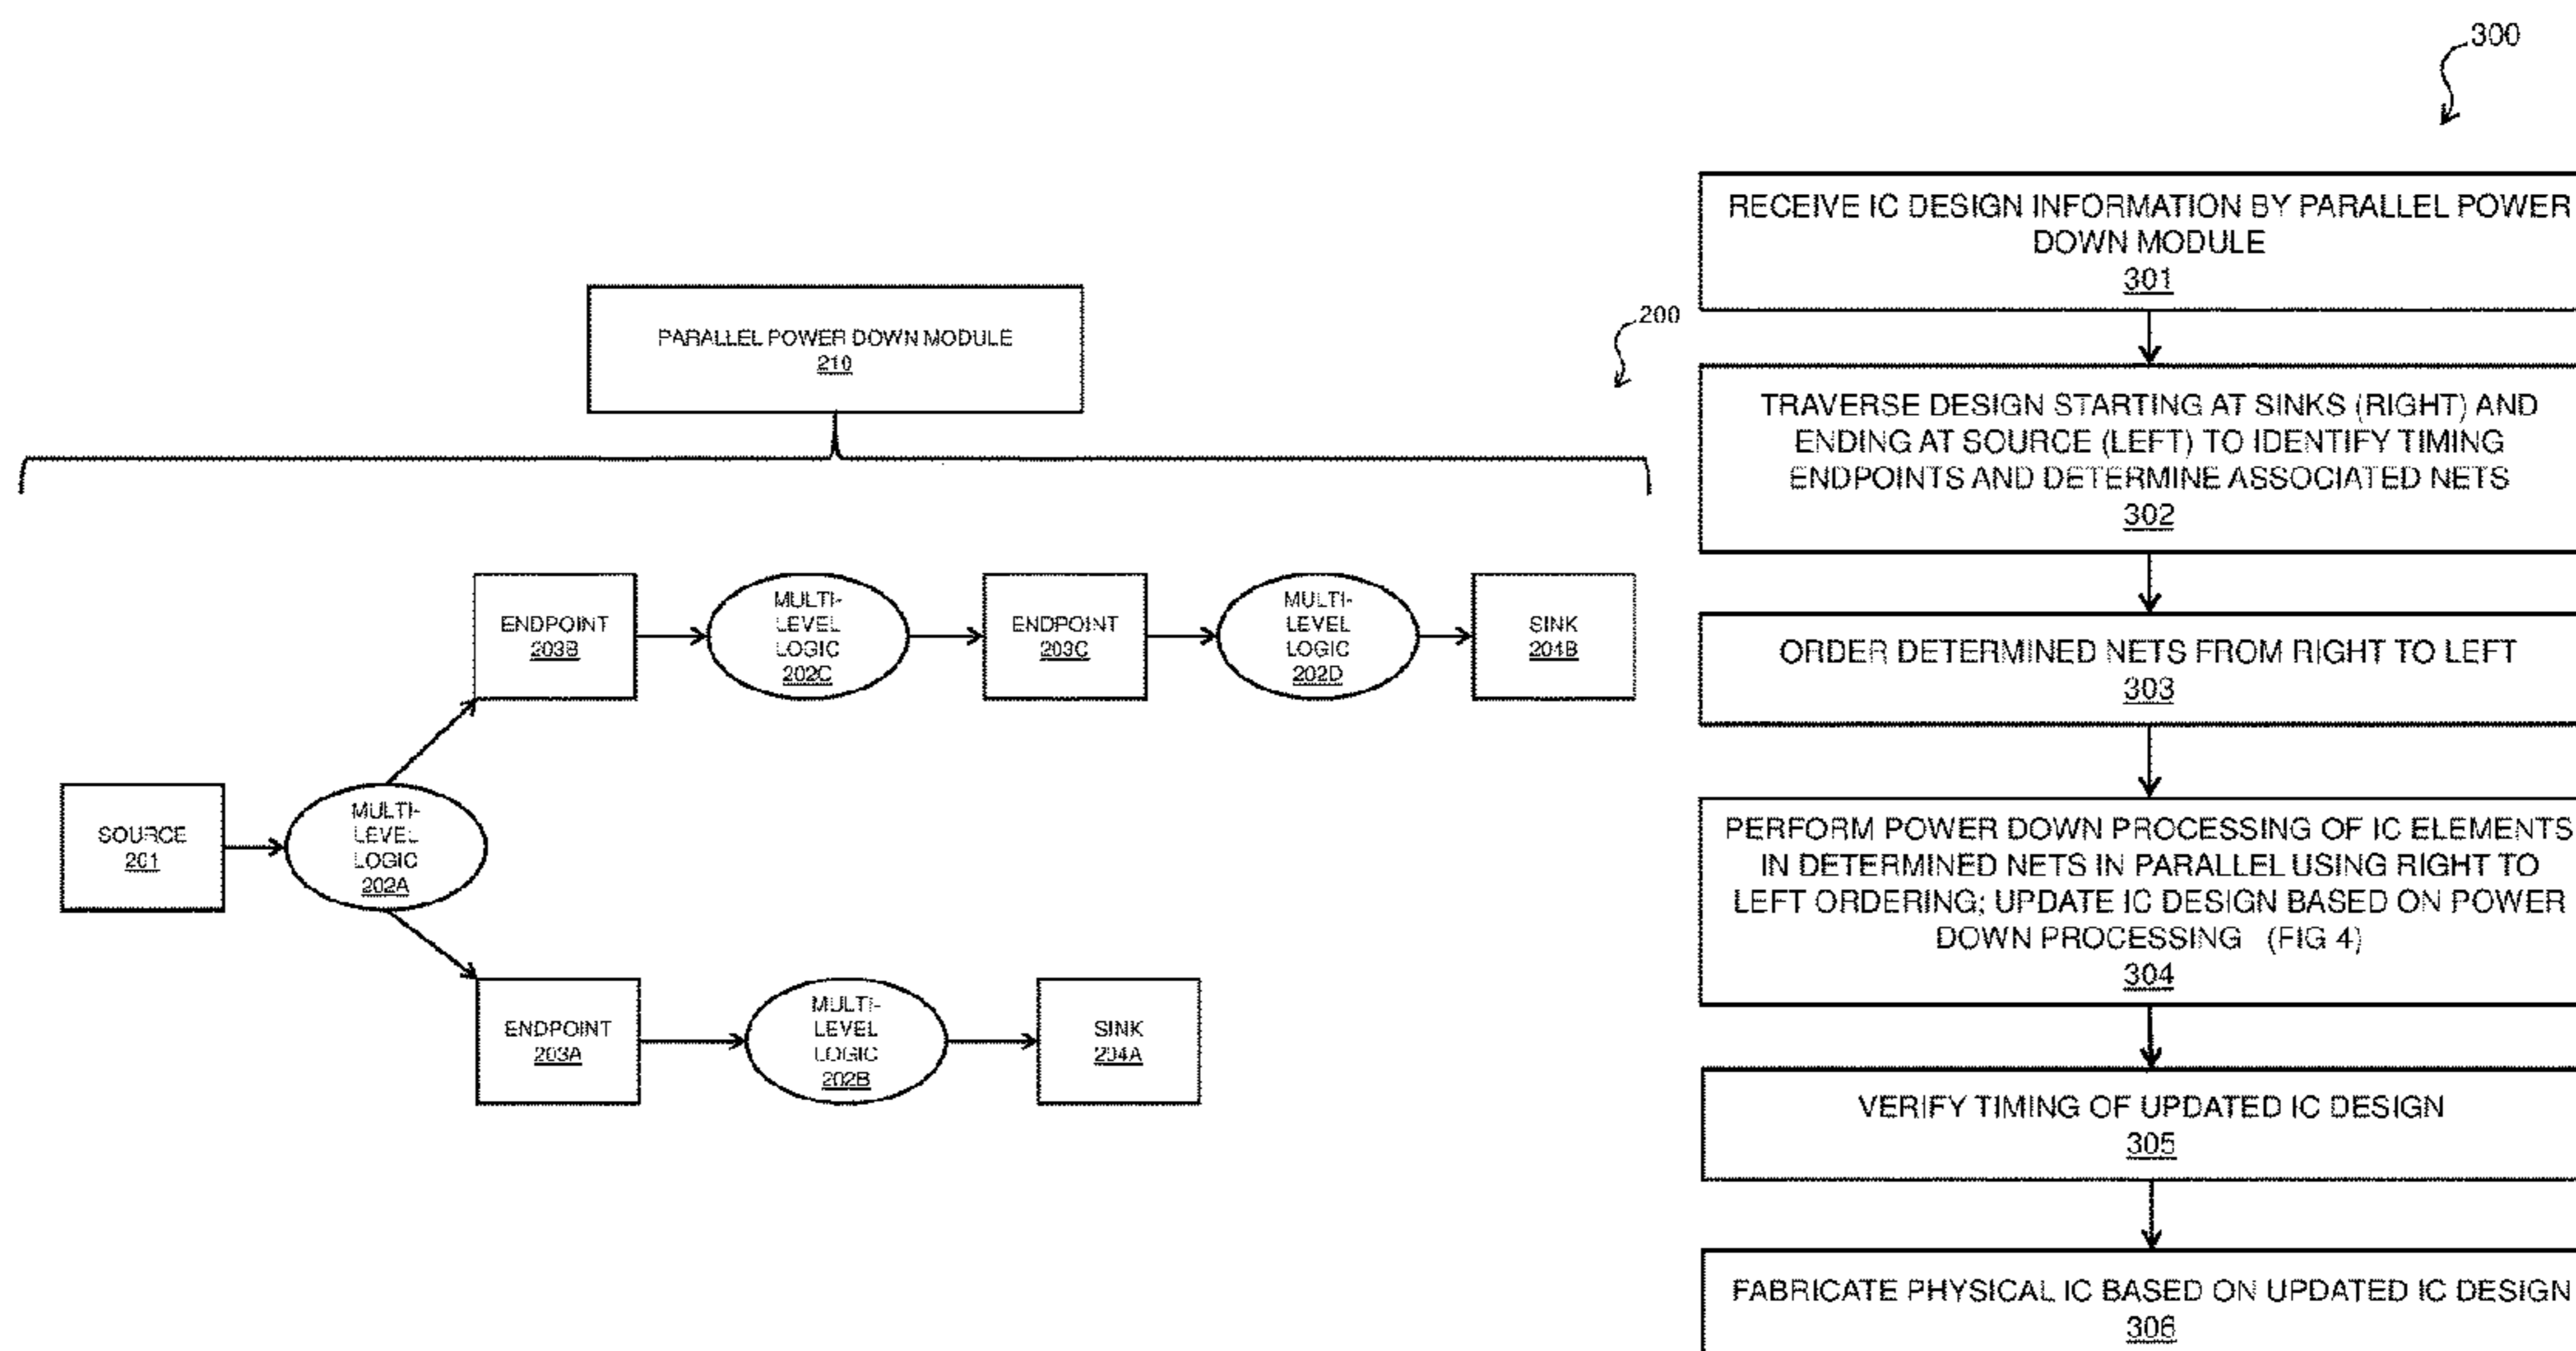 300
RECEIVE IC DESIGN INFORMATION BY PARALLEL POWER
DOWN MODULE
301
TRAVERSE DESIGN STARTING AT SINKS (RIGHT) AND
ENDING AT SOURCE (LEFT) TO IDENTIFY TIMING
ENDPOINTS AND DETERMINE ASSOCIATED NETS
302
ORDER DETERMINED NETS FROM RIGHT TO LEFT
303
PERFORM POWER DOWN PROCESSING OF IC ELEMENTS
IN DETERMINED NETS IN PARALLEL USING RIGHT TO
LEFT ORDERING; UPDATE IC DESIGN BASED ON POWER
DOWN PROCESSING (FIG 4)
304
VERIFY TIMING OF UPDATED IC DESIGN
305
FABRICATE PHYSICAL IC BASED ON UPDATED IC DESIGN
306
200
PARALLEL POWER DOWN MODULE
210
ENDPOINT
203B
MULTI-
LEVEL
LOGIC
202C
ENDPOINT
203C
MULTI-
LEVEL
LOGIC
202D
SINK
204B
SOURCE
201
MULTI-
LEVEL
LOGIC
202A
ENDPOINT
203A
MULTI-
LEVEL
LOGIC
202B
SINK
204A